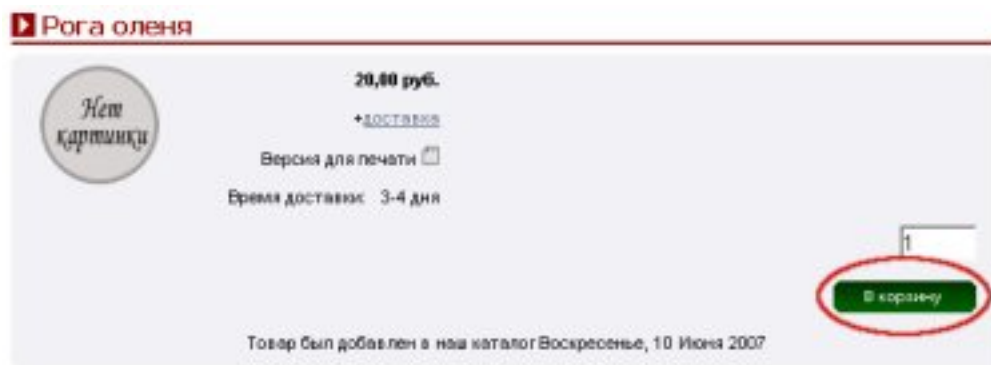 Рога оленя
20,00 руб.
Нет
картинки
+доставка
Версия для печати
Время доставки: 3-4 дня
1
В корзину
Товар был добавлен в наш каталог Воскресенье, 10 Июня 2007